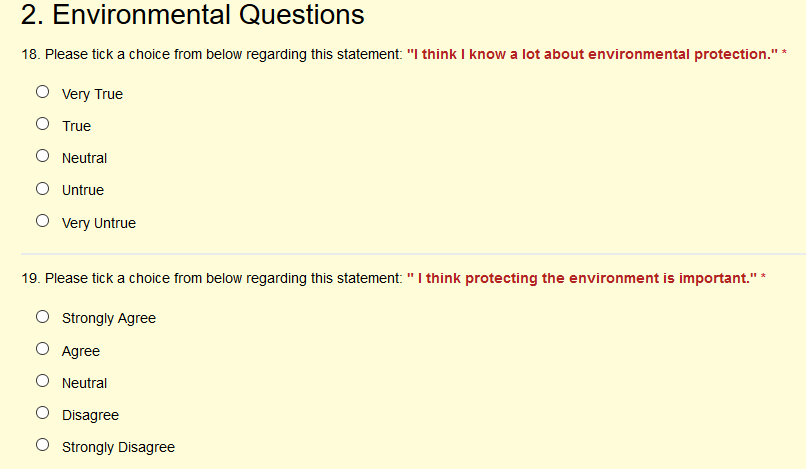 2. Environmental Questions
18. Please tick a choice from below regarding this statement: "I think I know a lot about environmental protection." *
Very True
True
Neutral
Untrue
Very Untrue
19. Please tick a choice from below regarding this statement: " I think protecting the environment is important." *
Strongly Agree
Agree
Neutral
Disagree
Strongly Disagree